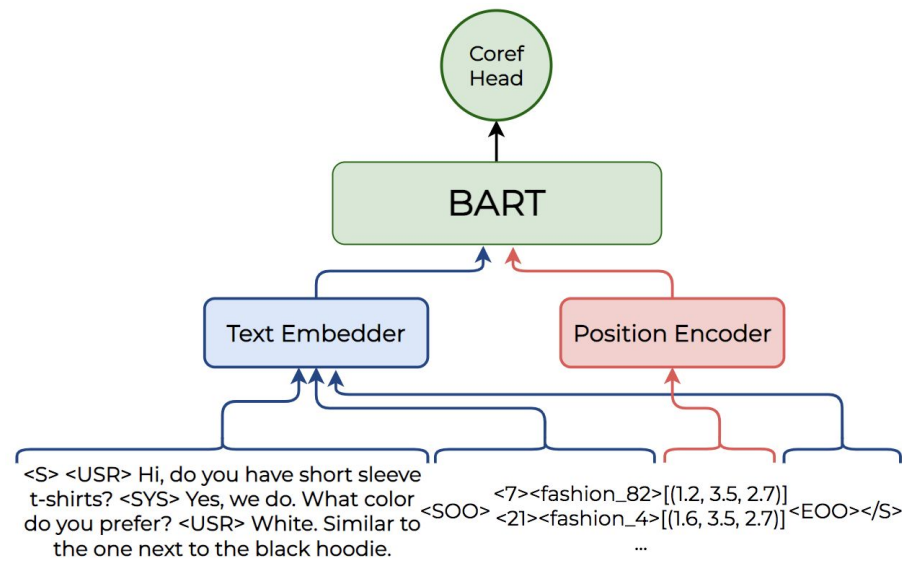 Coref
Head
BART
Text Embedder
Position Encoder
<S> <USR> Hi, do you have short sleeve
t-shirts? <SYS> Yes, we do. What color
do you prefer? <USR> White. Similar to
the one next to the black hoodie.
<SOO>
<7><fashion_82>[(1.2, 3.5, 2.7)]
<21><fashion_4>[(1.6, 3.5, 2.7)]
...
<EOO></S>